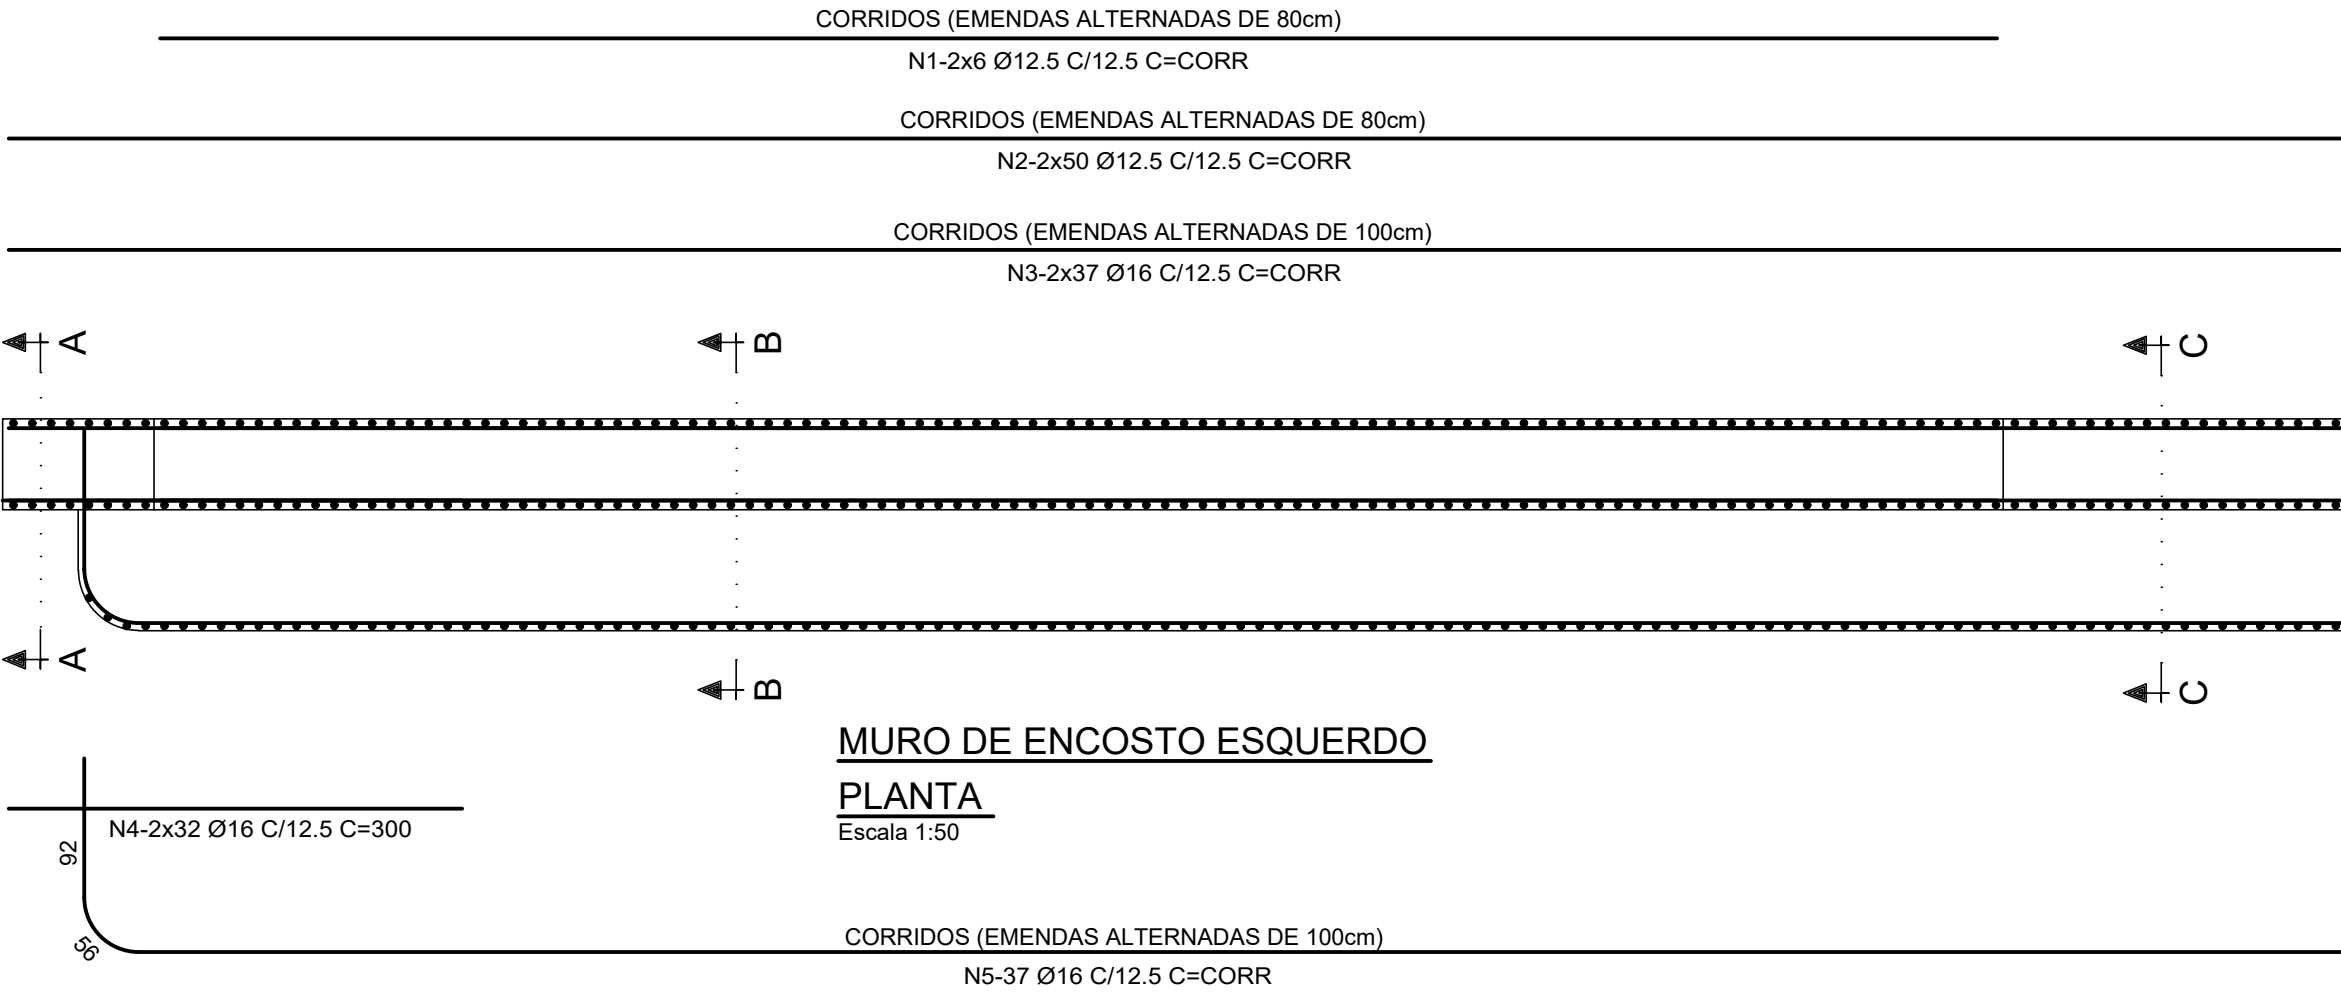 CORRIDOS (EMENDAS ALTERNADAS DE 80cm)
N1-2x6 Ø12.5 C/12.5 C=CORR
CORRIDOS (EMENDAS ALTERNADAS DE 80cm)
N2-2x50 Ø12.5 C/12.5 C=CORR
CORRIDOS (EMENDAS ALTERNADAS DE 100cm)
N3-2x37 Ø16 C/12.5 C=CORR
A
B
C
A
B
C
MURO DE ENCOSTO ESQUERDO
PLANTA
Escala 1:50
N4-2x32 Ø16 C/12.5 C=300
92
56
CORRIDOS (EMENDAS ALTERNADAS DE 100cm)
N5-37 Ø16 C/12.5 C=CORR